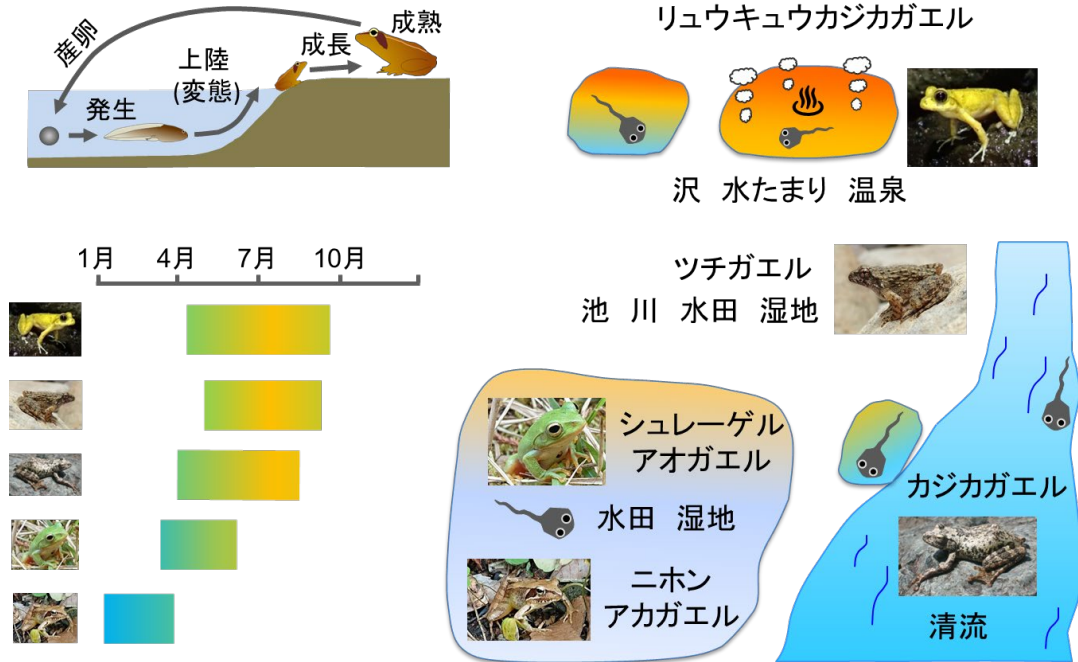 産卵
発生
上陸
(変態)
成長
成熟
リュウキュウカジカガエル
沢 水たまり 温泉
1月 4月 7月 10月
ツチガエル
池 川 水田 湿地
シュレーゲル
アオガエル
水田 湿地
ニホン
アカガエル
カジカガエル
清流